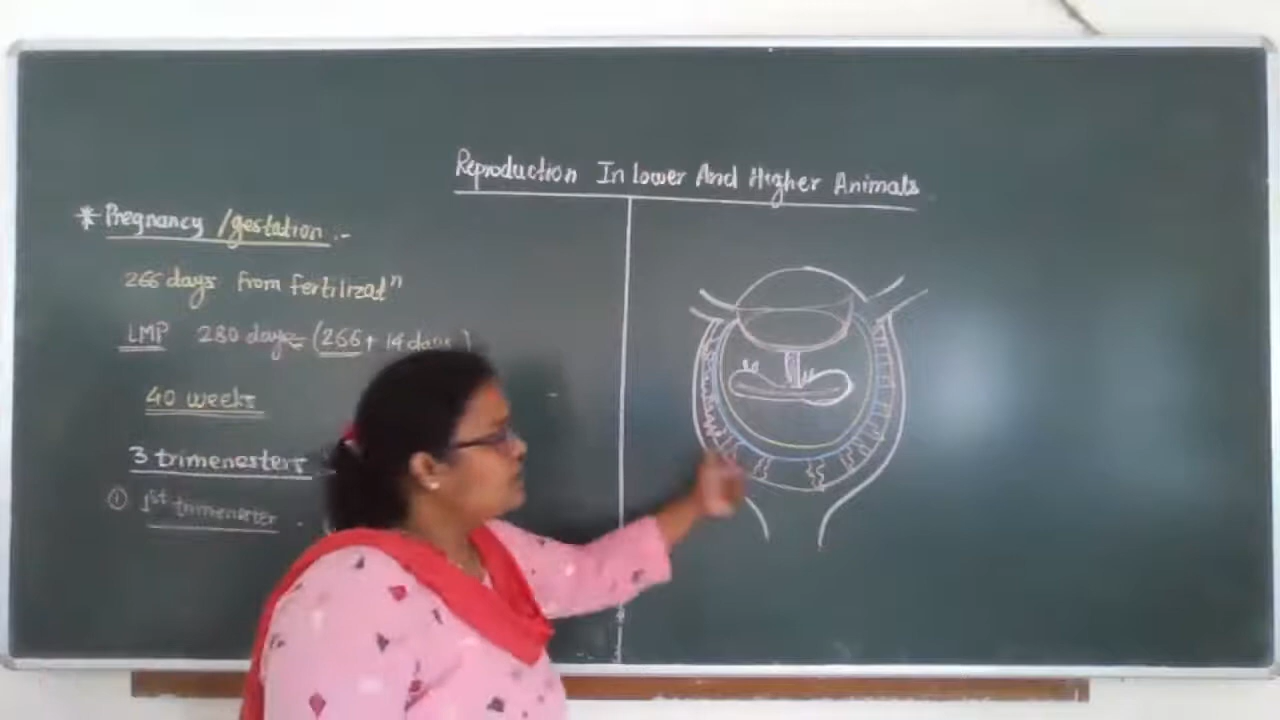 Reproduction In Lower And Higher Animals
* Pregnancy /gestation :-
266 days from fertilizatⁿ
LMP 280 days (266 + 14 days)
40 weeks
3 trimenesters
① 1st trimenester -